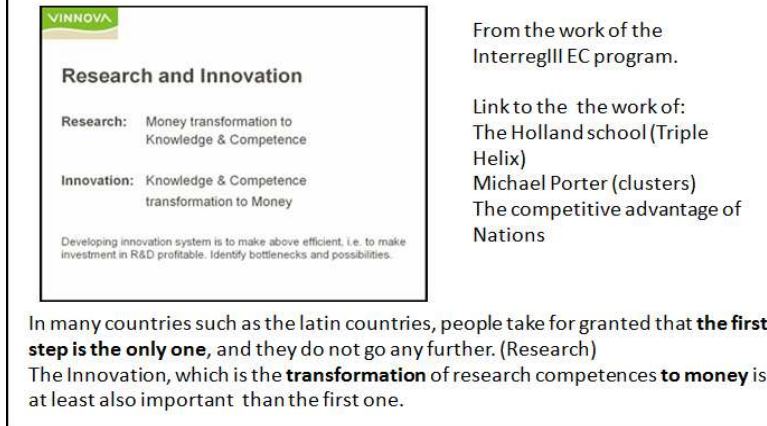 VINNOVA
Research and Innovation
Research: Money transformation to
Knowledge & Competence
Innovation: Knowledge & Competence
transformation to Money
Developing innovation system is to make above efficient, i.e. to make
investment in R&D profitable. Identify bottlenecks and possibilities.
From the work of the
InterregIII EC program.
Link to the the work of:
The Holland school (Triple
Helix)
Michael Porter (clusters)
The competitive advantage of
Nations
In many countries such as the latin countries, people take for granted that the first
step is the only one, and they do not go any further. (Research)
The Innovation, which is the transformation of research competences to money is
at least also important than the first one.